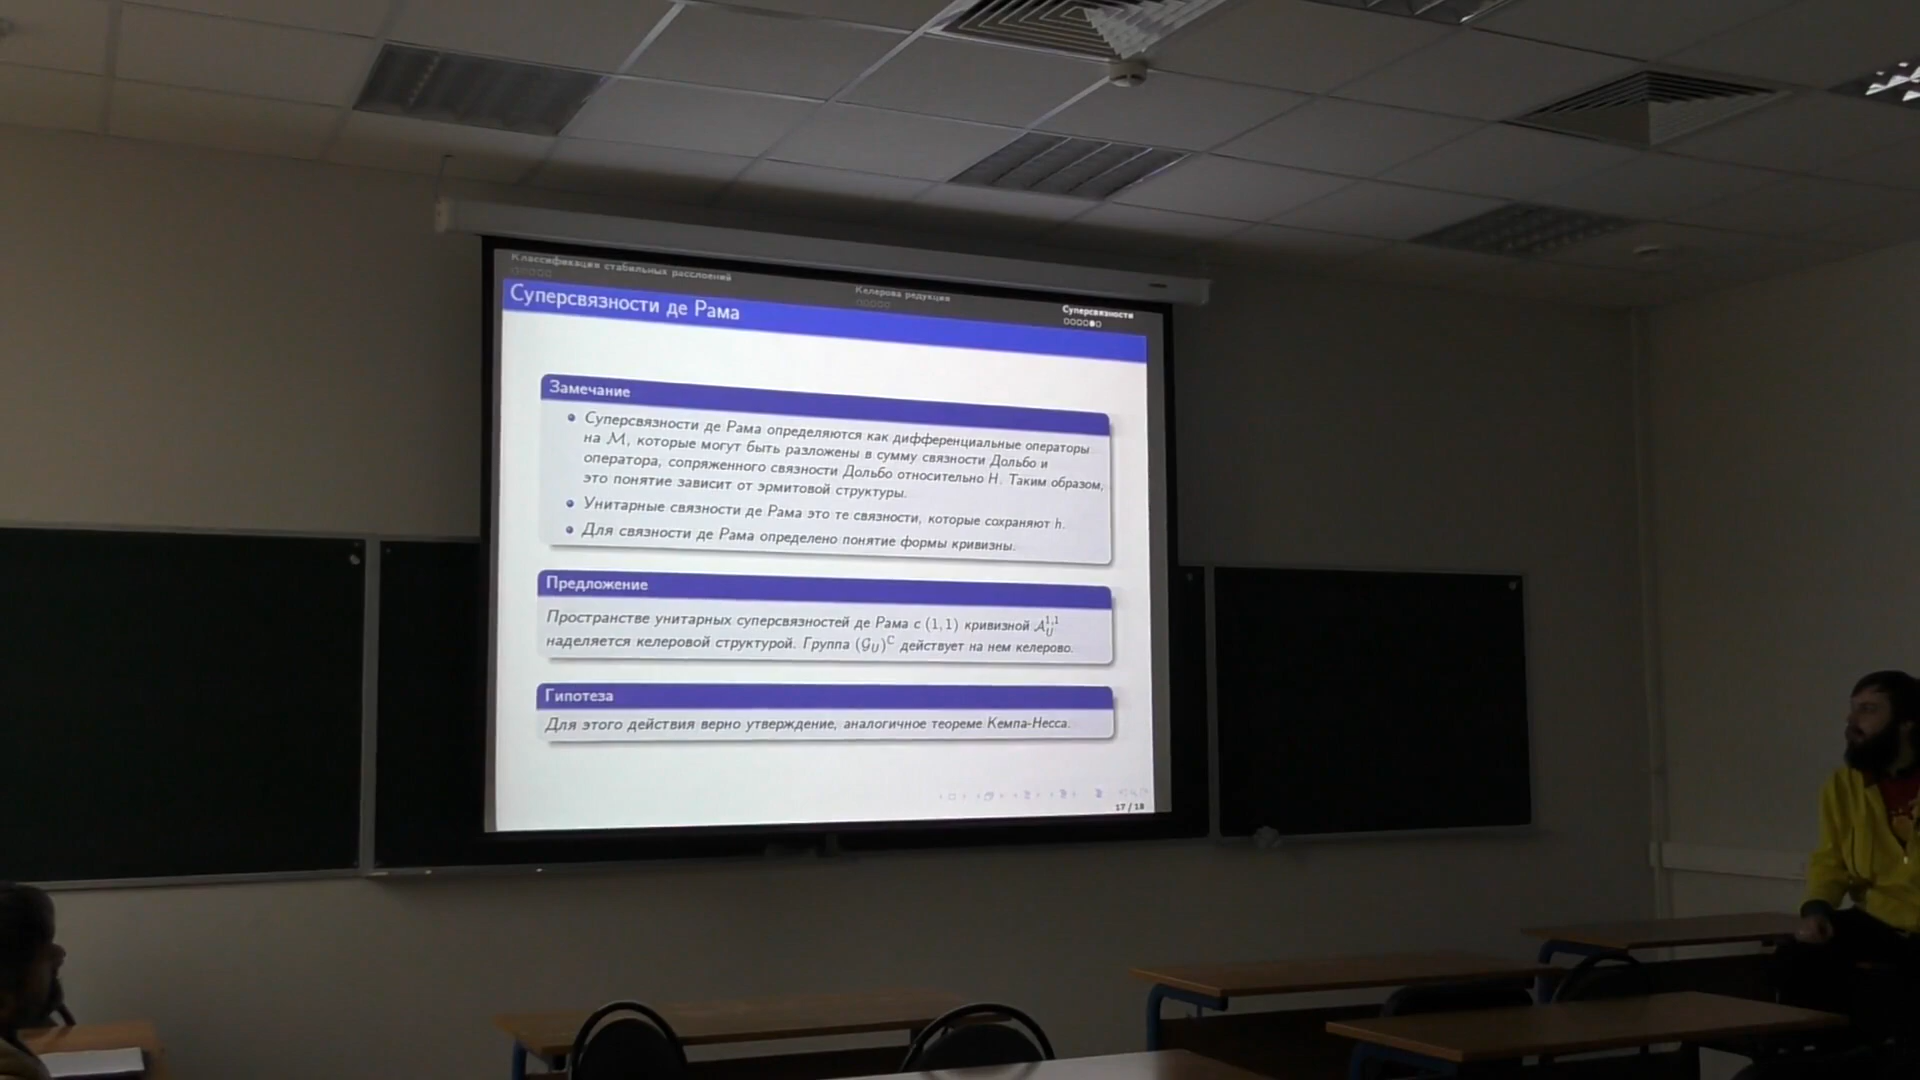 Классификация стабильных расслоений
Келерова редукция
Суперсвязности
Суперсвязности де Рама
Замечание
Суперсвязности де Рама определяются как дифференциальные операторы
на M, которые могут быть разложены в сумму связности Дольбо и
оператора, сопряженного связности Дольбо относительно H. Таким образом,
это понятие зависит от эрмитовой структуры.
Унитарные связности де Рама это те связности, которые сохраняют h.
Для связности де Рама определено понятие формы кривизны.
Предложение
Пространстве унитарных суперсвязностей де Рама с (1, 1) кривизной 𝒜_U^{1,1}
наделяется келеровой структурой. Группа (𝒢_U)^ℂ действует на нем келерово.
Гипотеза
Для этого действия верно утверждение, аналогичное теореме Кемпа-Несса.
17 / 18